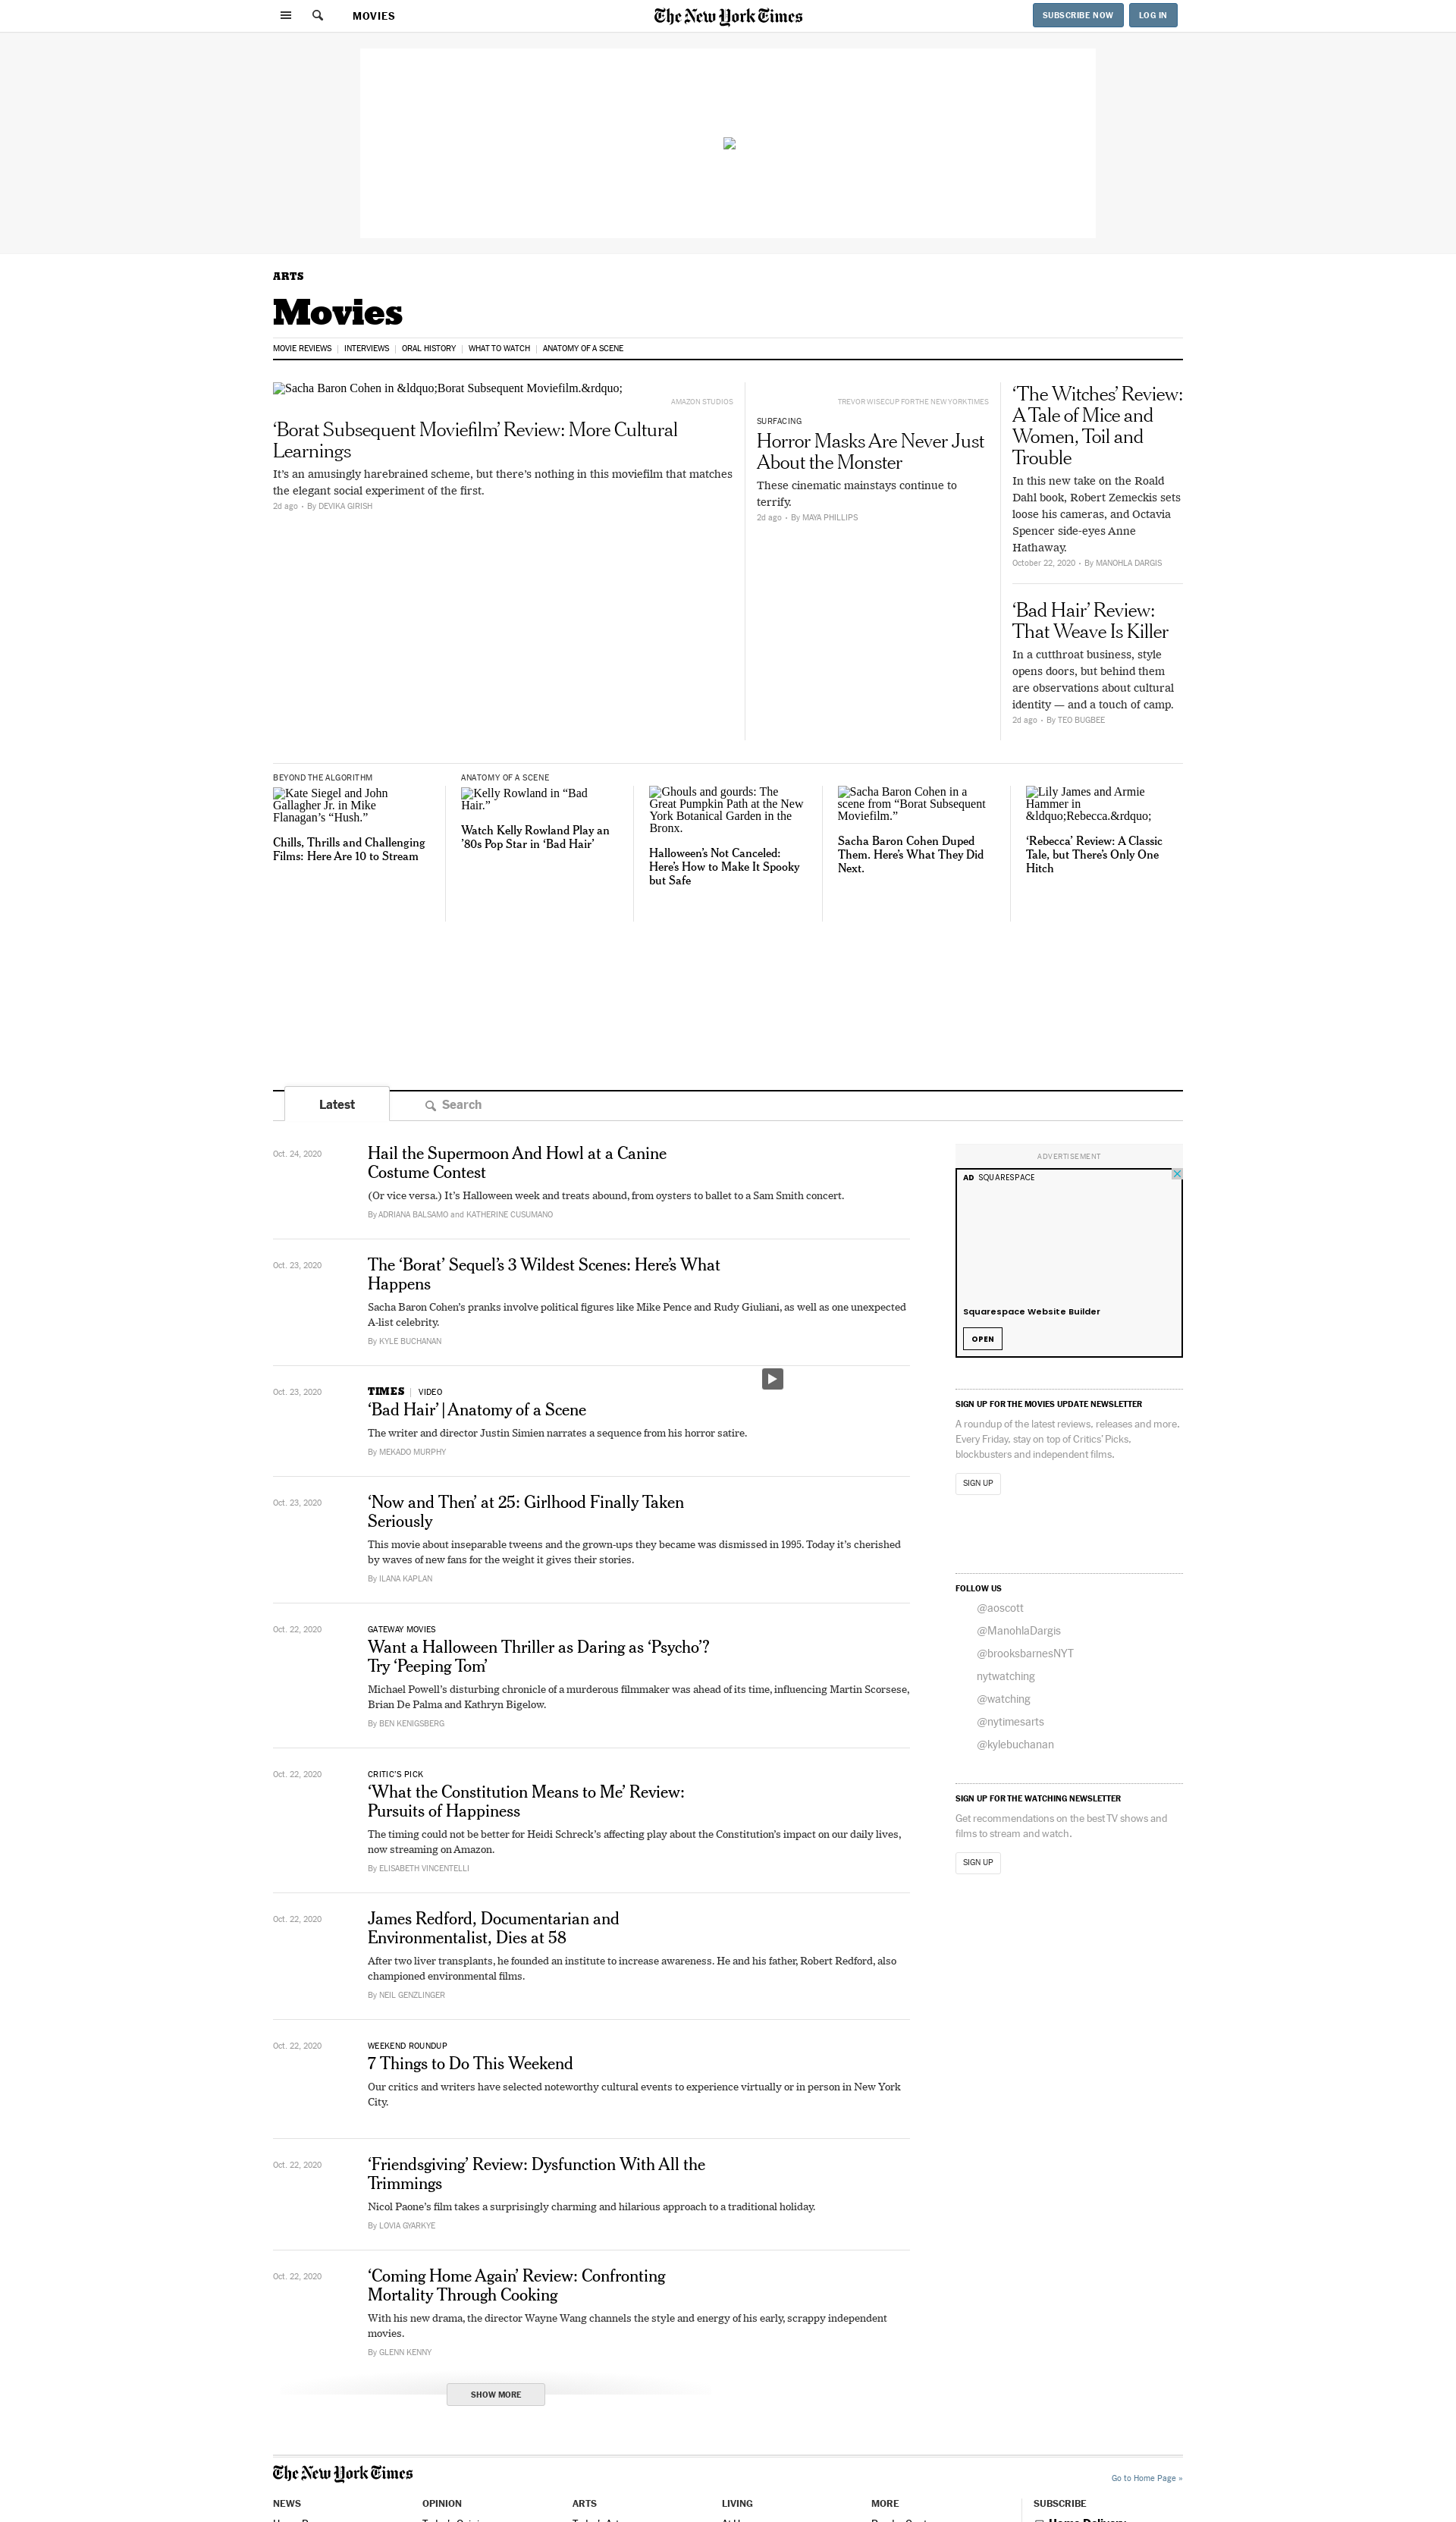 MOVIES
The New York Times
SUBSCRIBE NOW
LOG IN
ARTS
Movies
MOVIE REVIEWS
INTERVIEWS
ORAL HISTORY
WHAT TO WATCH
ANATOMY OF A SCENE
Sacha Baron Cohen in &ldquo;Borat Subsequent Moviefilm.&rdquo;
AMAZON STUDIOS
‘Borat Subsequent Moviefilm’ Review: More Cultural
Learnings
It’s an amusingly harebrained scheme, but there’s nothing in this moviefilm that matches
the elegant social experiment of the first.
2d ago • By DEVIKA GIRISH
TREVOR WISECUP FOR THE NEW YORK TIMES
SURFACING
Horror Masks Are Never Just
About the Monster
These cinematic mainstays continue to
terrify.
2d ago • By MAYA PHILLIPS
‘The Witches’ Review:
A Tale of Mice and
Women, Toil and
Trouble
In this new take on the Roald
Dahl book, Robert Zemeckis sets
loose his cameras, and Octavia
Spencer side-eyes Anne
Hathaway.
October 22, 2020 • By MANOHLA DARGIS
‘Bad Hair’ Review:
That Weave Is Killer
In a cutthroat business, style
opens doors, but behind them
are observations about cultural
identity — and a touch of camp.
2d ago • By TEO BUGBEE
BEYOND THE ALGORITHM
Kate Siegel and John
Gallagher Jr. in Mike
Flanagan’s “Hush.”
Chills, Thrills and Challenging
Films: Here Are 10 to Stream
ANATOMY OF A SCENE
Kelly Rowland in “Bad
Hair.”
Watch Kelly Rowland Play an
’80s Pop Star in ‘Bad Hair’
Ghouls and gourds: The
Great Pumpkin Path at the New
York Botanical Garden in the
Bronx.
Halloween’s Not Canceled:
Here’s How to Make It Spooky
but Safe
Sacha Baron Cohen in a
scene from “Borat Subsequent
Moviefilm.”
Sacha Baron Cohen Duped
Them. Here’s What They Did
Next.
Lily James and Armie
Hammer in
&ldquo;Rebecca.&rdquo;
‘Rebecca’ Review: A Classic
Tale, but There’s Only One
Hitch
Latest
Search
Oct. 24, 2020
Hail the Supermoon And Howl at a Canine
Costume Contest
(Or vice versa.) It’s Halloween week and treats abound, from oysters to ballet to a Sam Smith concert.
By ADRIANA BALSAMO and KATHERINE CUSUMANO
Oct. 23, 2020
The ‘Borat’ Sequel’s 3 Wildest Scenes: Here’s What
Happens
Sacha Baron Cohen’s pranks involve political figures like Mike Pence and Rudy Giuliani, as well as one unexpected
A-list celebrity.
By KYLE BUCHANAN
Oct. 23, 2020
TIMES | VIDEO
‘Bad Hair’ | Anatomy of a Scene
The writer and director Justin Simien narrates a sequence from his horror satire.
By MEKADO MURPHY
Oct. 23, 2020
‘Now and Then’ at 25: Girlhood Finally Taken
Seriously
This movie about inseparable tweens and the grown-ups they became was dismissed in 1995. Today it’s cherished
by waves of new fans for the weight it gives their stories.
By ILANA KAPLAN
Oct. 22, 2020
GATEWAY MOVIES
Want a Halloween Thriller as Daring as ‘Psycho’?
Try ‘Peeping Tom’
Michael Powell’s disturbing chronicle of a murderous filmmaker was ahead of its time, influencing Martin Scorsese,
Brian De Palma and Kathryn Bigelow.
By BEN KENIGSBERG
Oct. 22, 2020
CRITIC’S PICK
‘What the Constitution Means to Me’ Review:
Pursuits of Happiness
The timing could not be better for Heidi Schreck’s affecting play about the Constitution’s impact on our daily lives,
now streaming on Amazon.
By ELISABETH VINCENTELLI
Oct. 22, 2020
James Redford, Documentarian and
Environmentalist, Dies at 58
After two liver transplants, he founded an institute to increase awareness. He and his father, Robert Redford, also
championed environmental films.
By NEIL GENZLINGER
Oct. 22, 2020
WEEKEND ROUNDUP
7 Things to Do This Weekend
Our critics and writers have selected noteworthy cultural events to experience virtually or in person in New York
City.
Oct. 22, 2020
‘Friendsgiving’ Review: Dysfunction With All the
Trimmings
Nicol Paone’s film takes a surprisingly charming and hilarious approach to a traditional holiday.
By LOVIA GYARKYE
Oct. 22, 2020
‘Coming Home Again’ Review: Confronting
Mortality Through Cooking
With his new drama, the director Wayne Wang channels the style and energy of his early, scrappy independent
movies.
By GLENN KENNY
SHOW MORE
ADVERTISEMENT
AD SQUARESPACE
Squarespace Website Builder
OPEN
SIGN UP FOR THE MOVIES UPDATE NEWSLETTER
A roundup of the latest reviews, releases and more.
Every Friday, stay on top of Critics’ Picks,
blockbusters and independent films.
SIGN UP
FOLLOW US
@aoscott
@ManohlaDargis
@brooksbarnesNYT
nytwatching
@watching
@nytimesarts
@kylebuchanan
SIGN UP FOR THE WATCHING NEWSLETTER
Get recommendations on the best TV shows and
films to stream and watch.
SIGN UP
The New York Times
Go to Home Page »
NEWS
OPINION
ARTS
LIVING
MORE
SUBSCRIBE